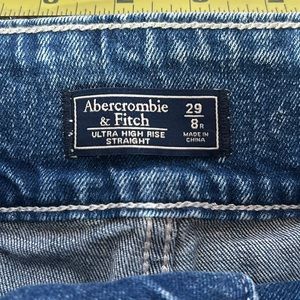 Abercrombie
& Fitch
ULTRA HIGH RISE
STRAIGHT
29
8R
MADE IN
CHINA